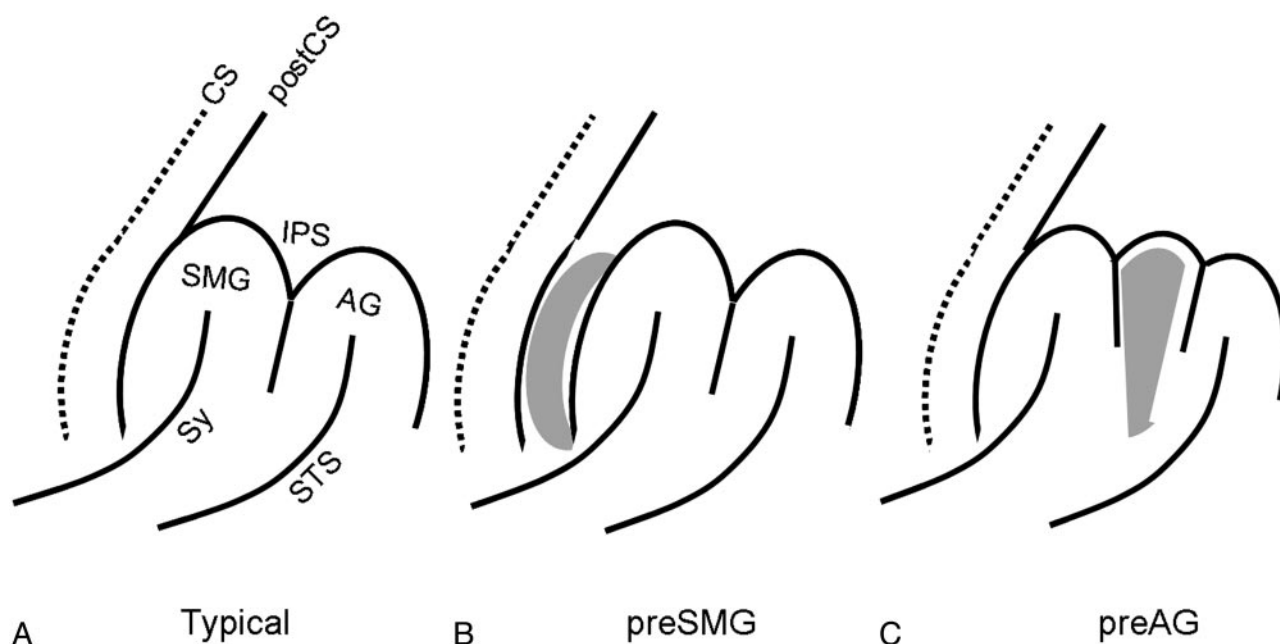 CS
postCS
IPS
SMG
AG
Sy
STS
A Typical B preSMG C preAG